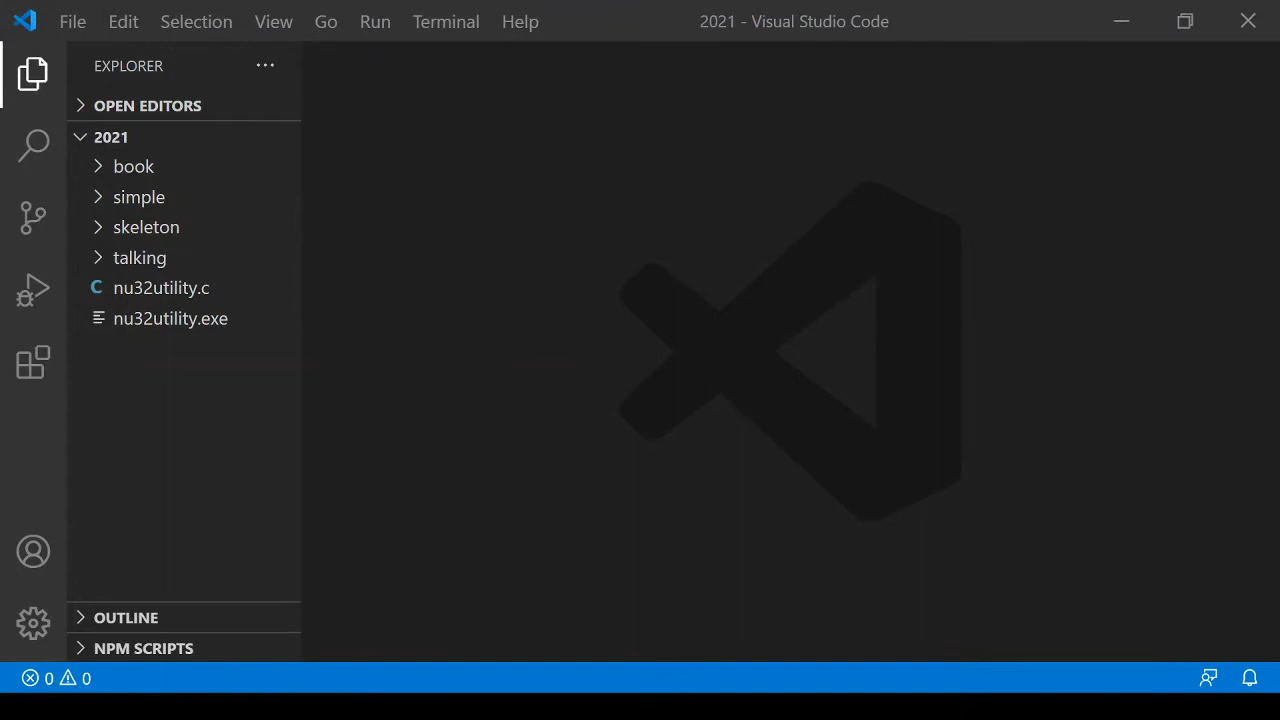 File Edit Selection View Go Run Terminal Help 2021 - Visual Studio Code
EXPLORER
OPEN EDITORS
2021
book
simple
skeleton
talking
C nu32utility.c
nu32utility.exe
OUTLINE
NPM SCRIPTS
0 0